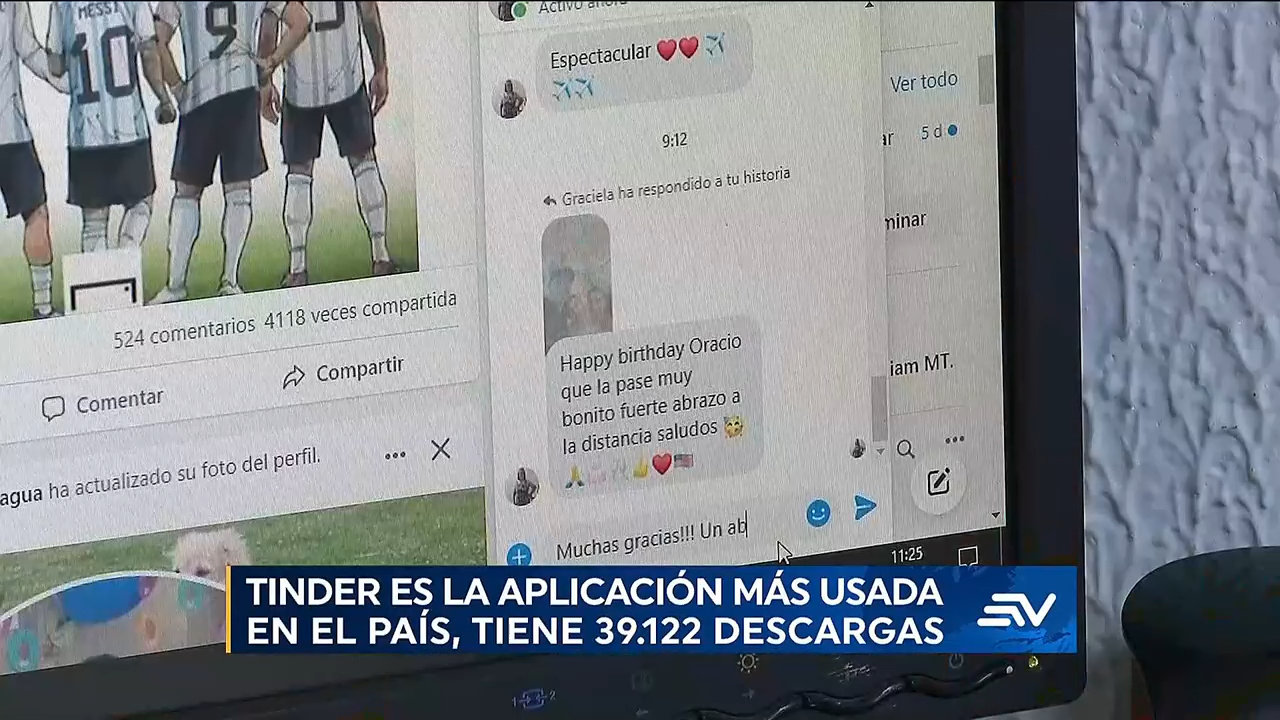 MESSI
10
9
524 comentarios 4118 veces compartida
Comentar
Compartir
agua ha actualizado su foto del perfil.
Activo ahora
Espectacular ❤️❤️✈️
✈️✈️
9:12
Graciela ha respondido a tu historia
Happy birthday Oracio
que la pase muy
bonito fuerte abrazo a
la distancia saludos 🥳
Muchas gracias!!! Un ab
Ver todo
ar 5 d
minar
iam MT.
11:25
TINDER ES LA APLICACIÓN MÁS USADA
EN EL PAÍS, TIENE 39.122 DESCARGAS